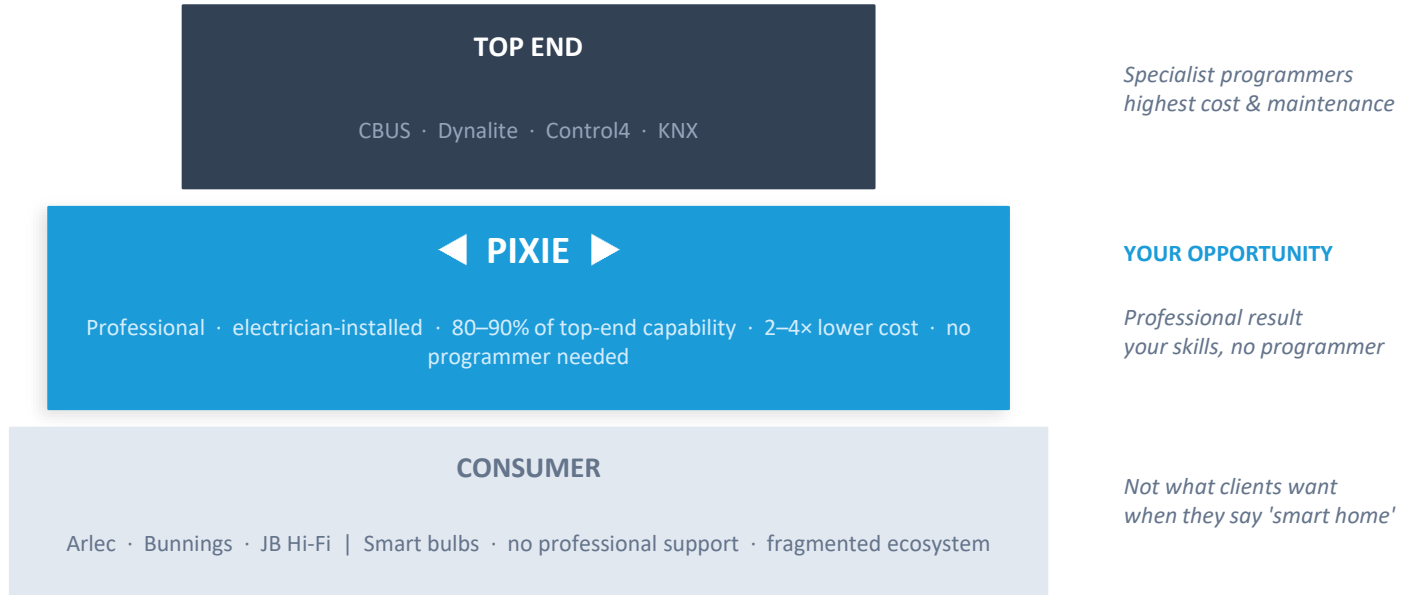 TOP END
CBUS · Dynalite · Control4 · KNX
Specialist programmers
highest cost & maintenance
◀ PIXIE ▶
Professional · electrician-installed · 80–90% of top-end capability · 2–4× lower cost · no
programmer needed
YOUR OPPORTUNITY
Professional result
your skills, no programmer
CONSUMER
Arlec · Bunnings · JB Hi-Fi | Smart bulbs · no professional support · fragmented ecosystem
Not what clients want
when they say 'smart home'